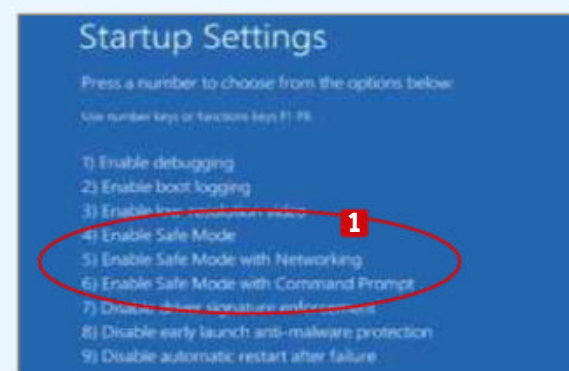 Startup Settings
Press a number to choose from the options below:
Use number keys or functions keys F1-F9.
1) Enable debugging
2) Enable boot logging
3) Enable low-resolution video
1
4) Enable Safe Mode
5) Enable Safe Mode with Networking
6) Enable Safe Mode with Command Prompt
7) Disable driver signature enforcement
8) Disable early launch anti-malware protection
9) Disable automatic restart after failure